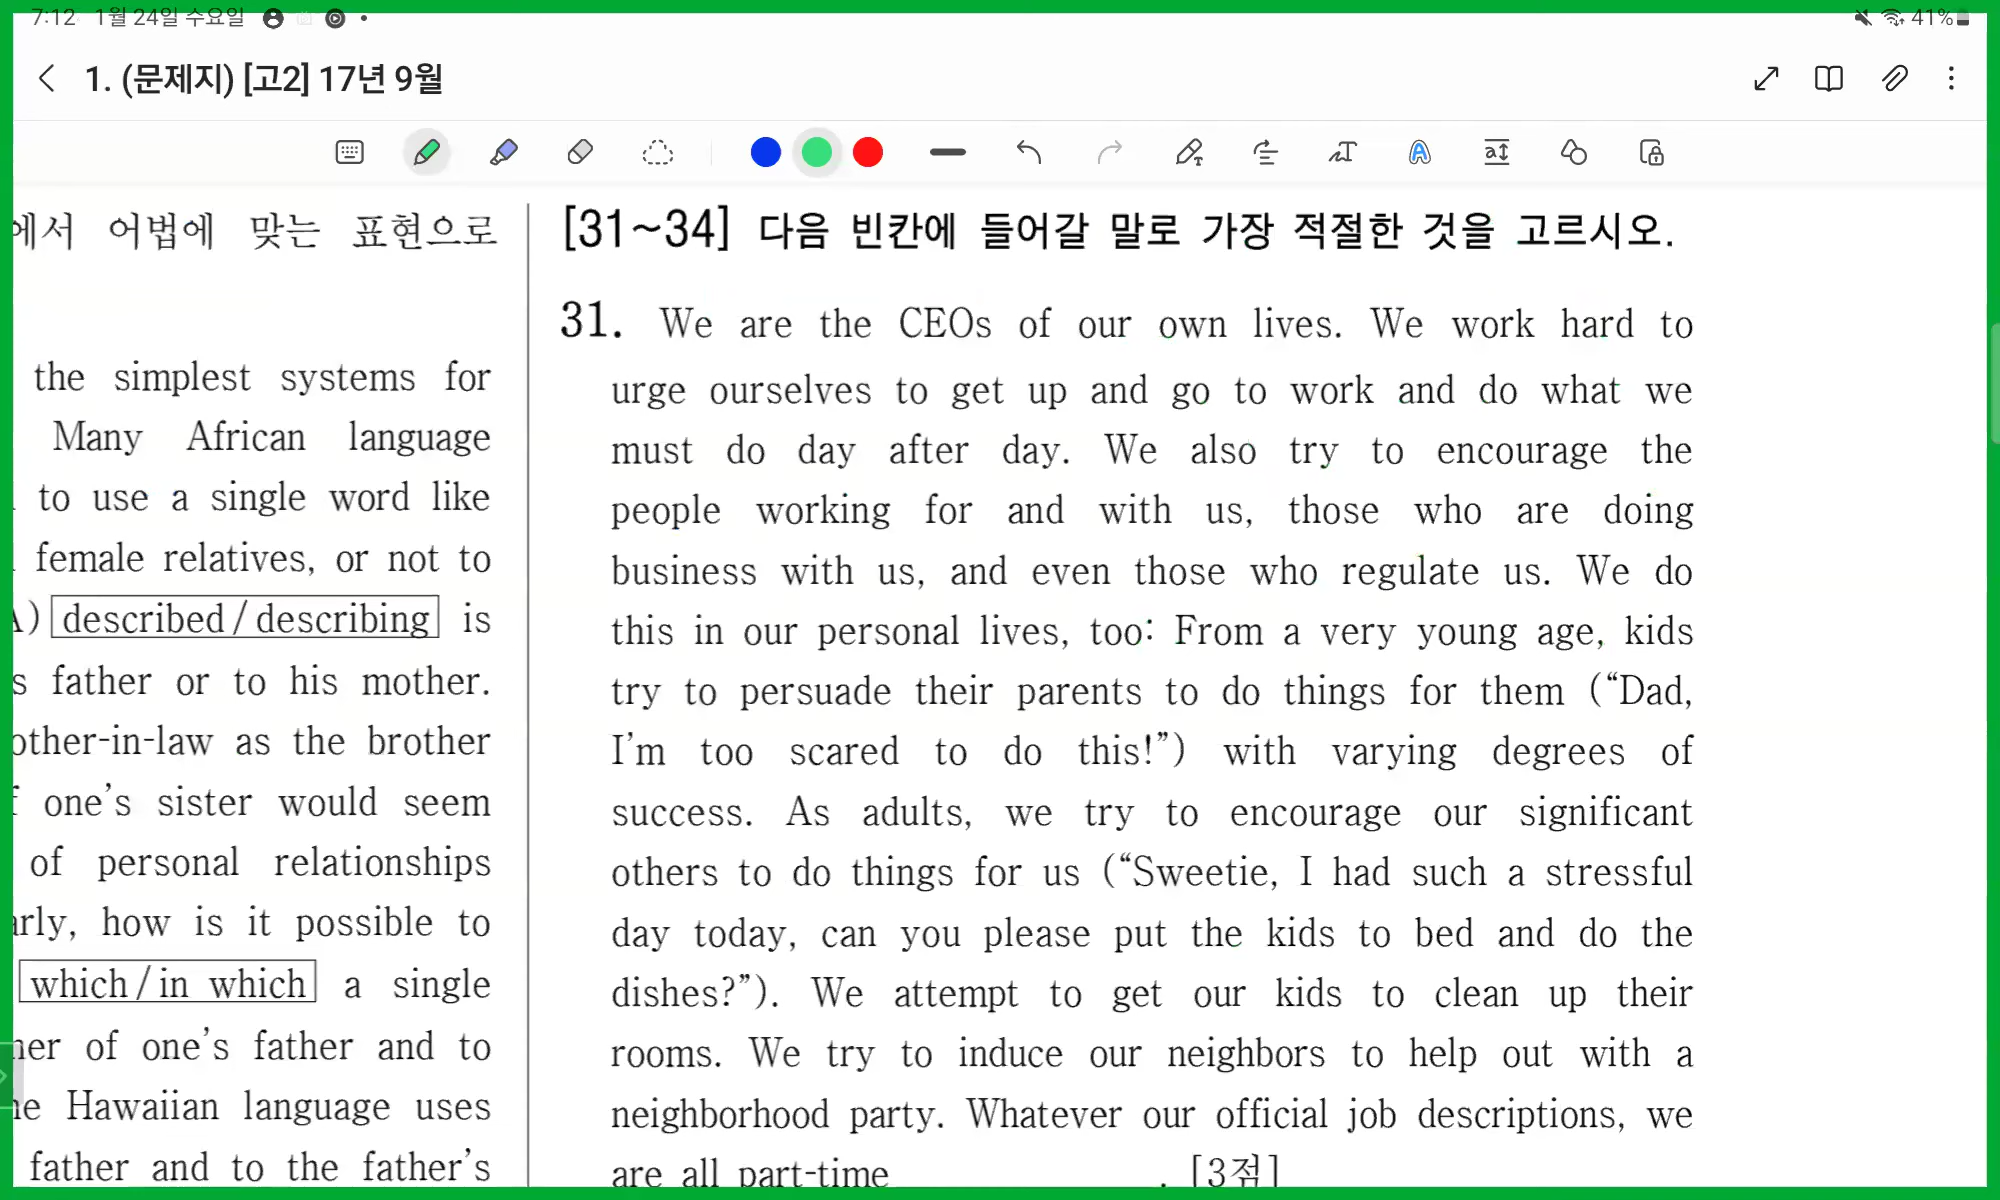 7:12 1월 24일 수요일
41%
1. (문제지) [고2] 17년 9월
에서 어법에 맞는 표현으로
the simplest systems for
Many African language
to use a single word like
female relatives, or not to
A) described / describing is
s father or to his mother.
other-in-law as the brother
f one's sister would seem
of personal relationships
arly, how is it possible to
which / in which a single
her of one's father and to
he Hawaiian language uses
father and to the father's
[31~34] 다음 빈칸에 들어갈 말로 가장 적절한 것을 고르시오.
31. We are the CEOs of our own lives. We work hard to
urge ourselves to get up and go to work and do what we
must do day after day. We also try to encourage the
people working for and with us, those who are doing
business with us, and even those who regulate us. We do
this in our personal lives, too: From a very young age, kids
try to persuade their parents to do things for them (“Dad,
I'm too scared to do this!”) with varying degrees of
success. As adults, we try to encourage our significant
others to do things for us (“Sweetie, I had such a stressful
day today, can you please put the kids to bed and do the
dishes?”). We attempt to get our kids to clean up their
rooms. We try to induce our neighbors to help out with a
neighborhood party. Whatever our official job descriptions, we
are all part-time ____________. [3점]